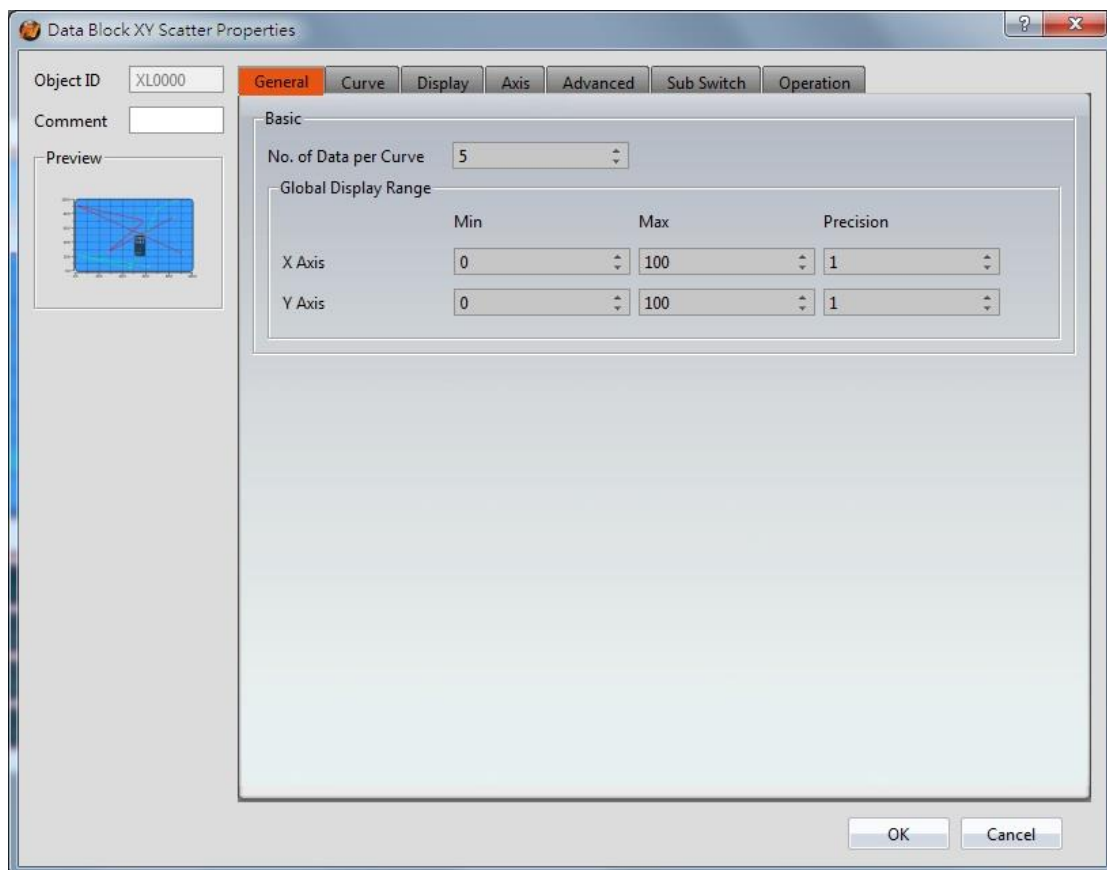 Data Block XY Scatter Properties
Object ID XL0000
Comment
Preview
General Curve Display Axis Advanced Sub Switch Operation
Basic
No. of Data per Curve 5
Global Display Range
Min Max Precision
X Axis 0 100 1
Y Axis 0 100 1
OK Cancel